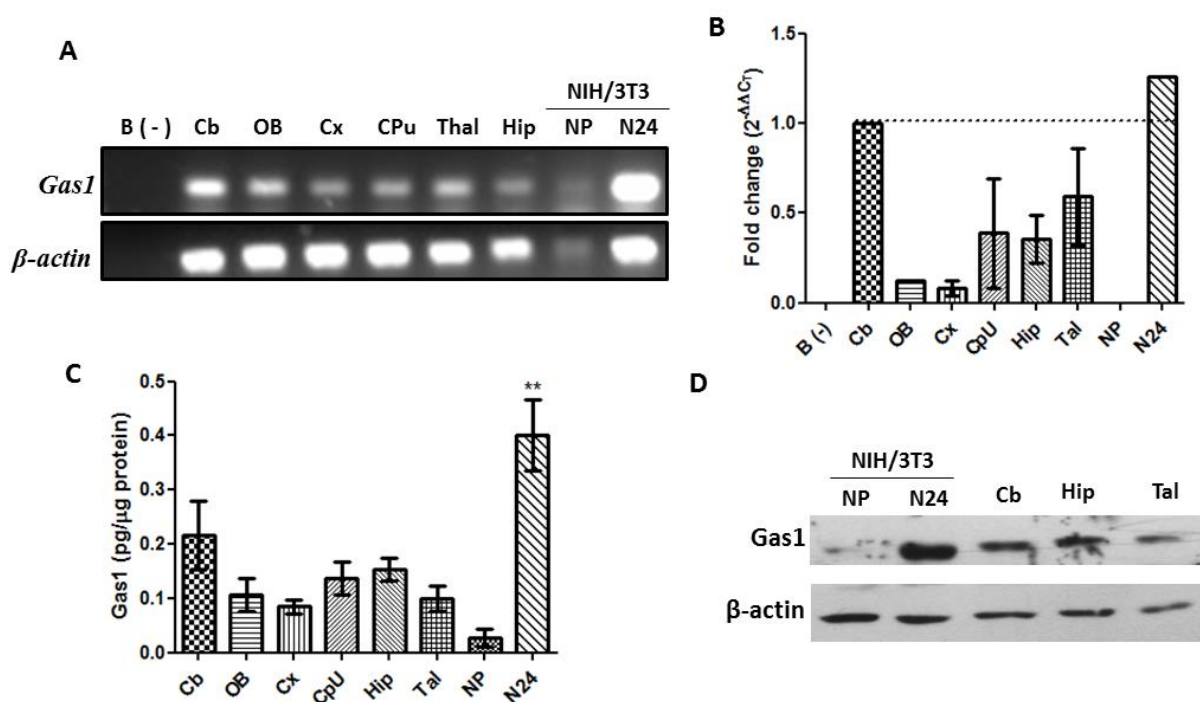 A
NIH/3T3
B ( - ) Cb OB Cx CPu Thal Hip NP N24
Gas1
β-actin
B
Fold change (2^-ΔΔCT)
1.5
1.0
0.5
0.0
B (-) Cb OB Cx CpU Hip Tal NP N24
C
Gas1 (pg/µg protein)
0.5
0.4
0.3
0.2
0.1
0.0
**
Cb OB Cx CpU Hip Tal NP N24
D
NIH/3T3
NP N24 Cb Hip Tal
Gas1
β-actin